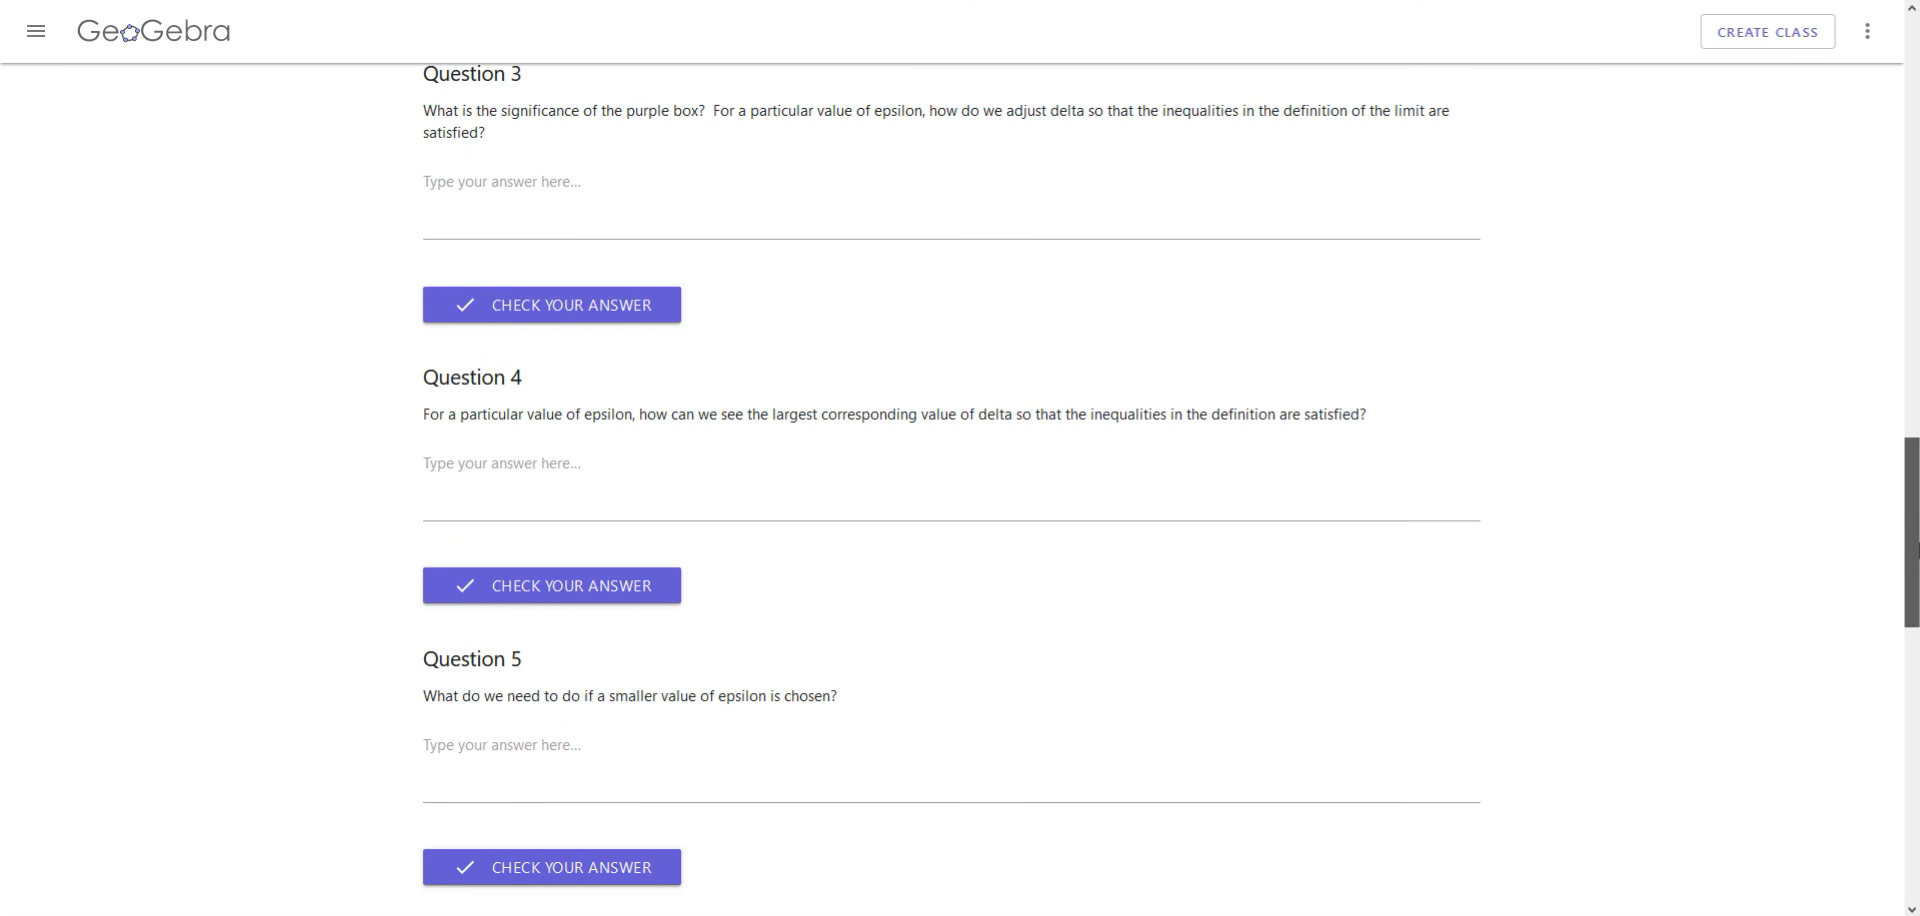 GeoGebra
CREATE CLASS
Question 3
What is the significance of the purple box?  For a particular value of epsilon, how do we adjust delta so that the inequalities in the definition of the limit are
satisfied?
Type your answer here...
CHECK YOUR ANSWER
Question 4
For a particular value of epsilon, how can we see the largest corresponding value of delta so that the inequalities in the definition are satisfied?
Type your answer here...
CHECK YOUR ANSWER
Question 5
What do we need to do if a smaller value of epsilon is chosen?
Type your answer here...
CHECK YOUR ANSWER